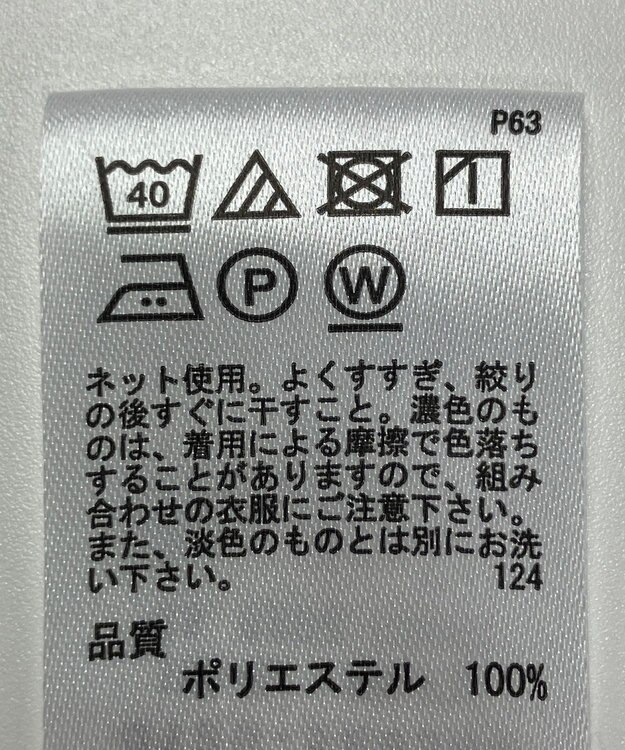 P63
40
P W
ネット使用。よくすすぎ、絞り
の後すぐに干すこと。濃色のも
のは、着用による摩擦で色落ち
することがありますので、組み
合わせの衣服にご注意下さい。
また、淡色のものとは別にお洗
い下さい。 124
品質
ポリエステル 100%